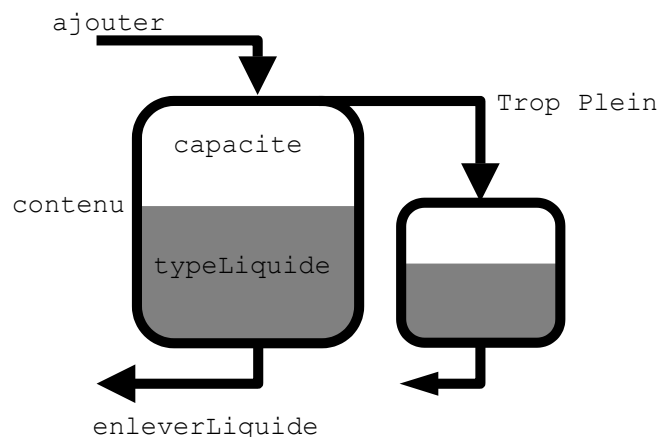 ajouter
Trop Plein
capacite
contenu
typeLiquide
enleverLiquide